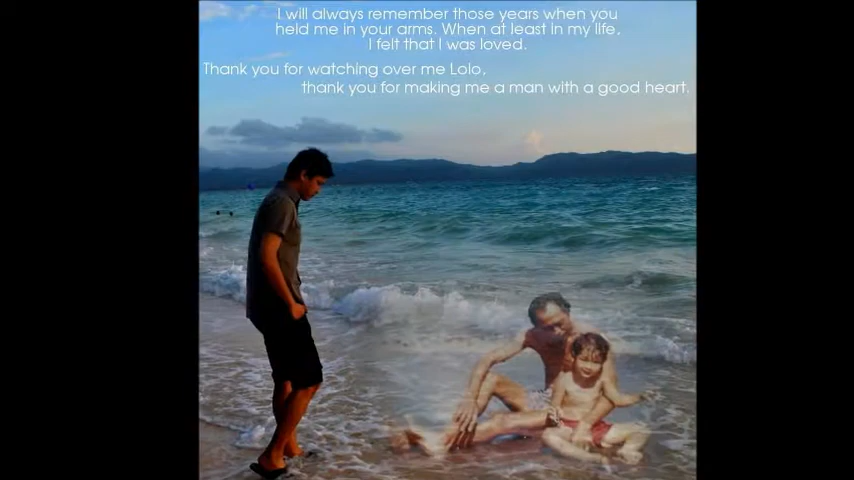 I will always remember those years when you
held me in your arms. When at least in my life,
I felt that I was loved.
Thank you for watching over me Lolo,
thank you for making me a man with a good heart.